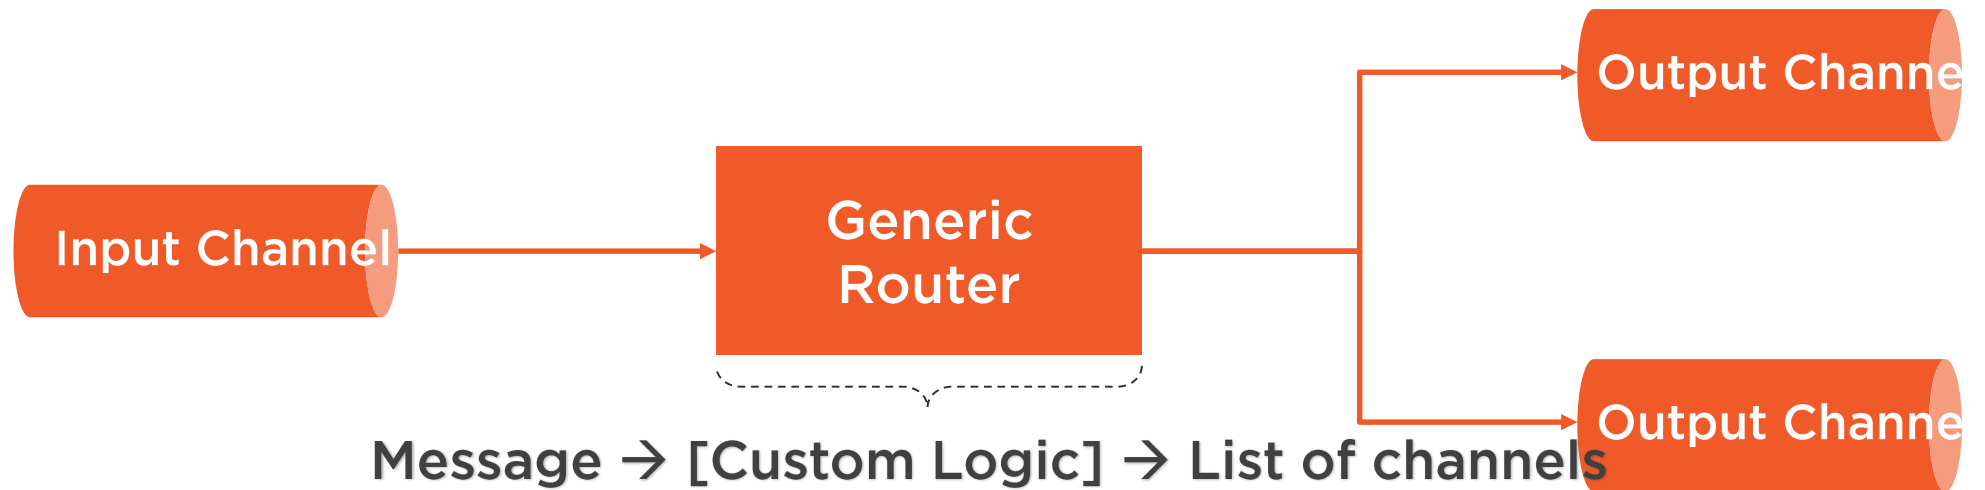 Output Channe
Input Channel
Generic
Router
Output Channe
Message → [Custom Logic] → List of channels